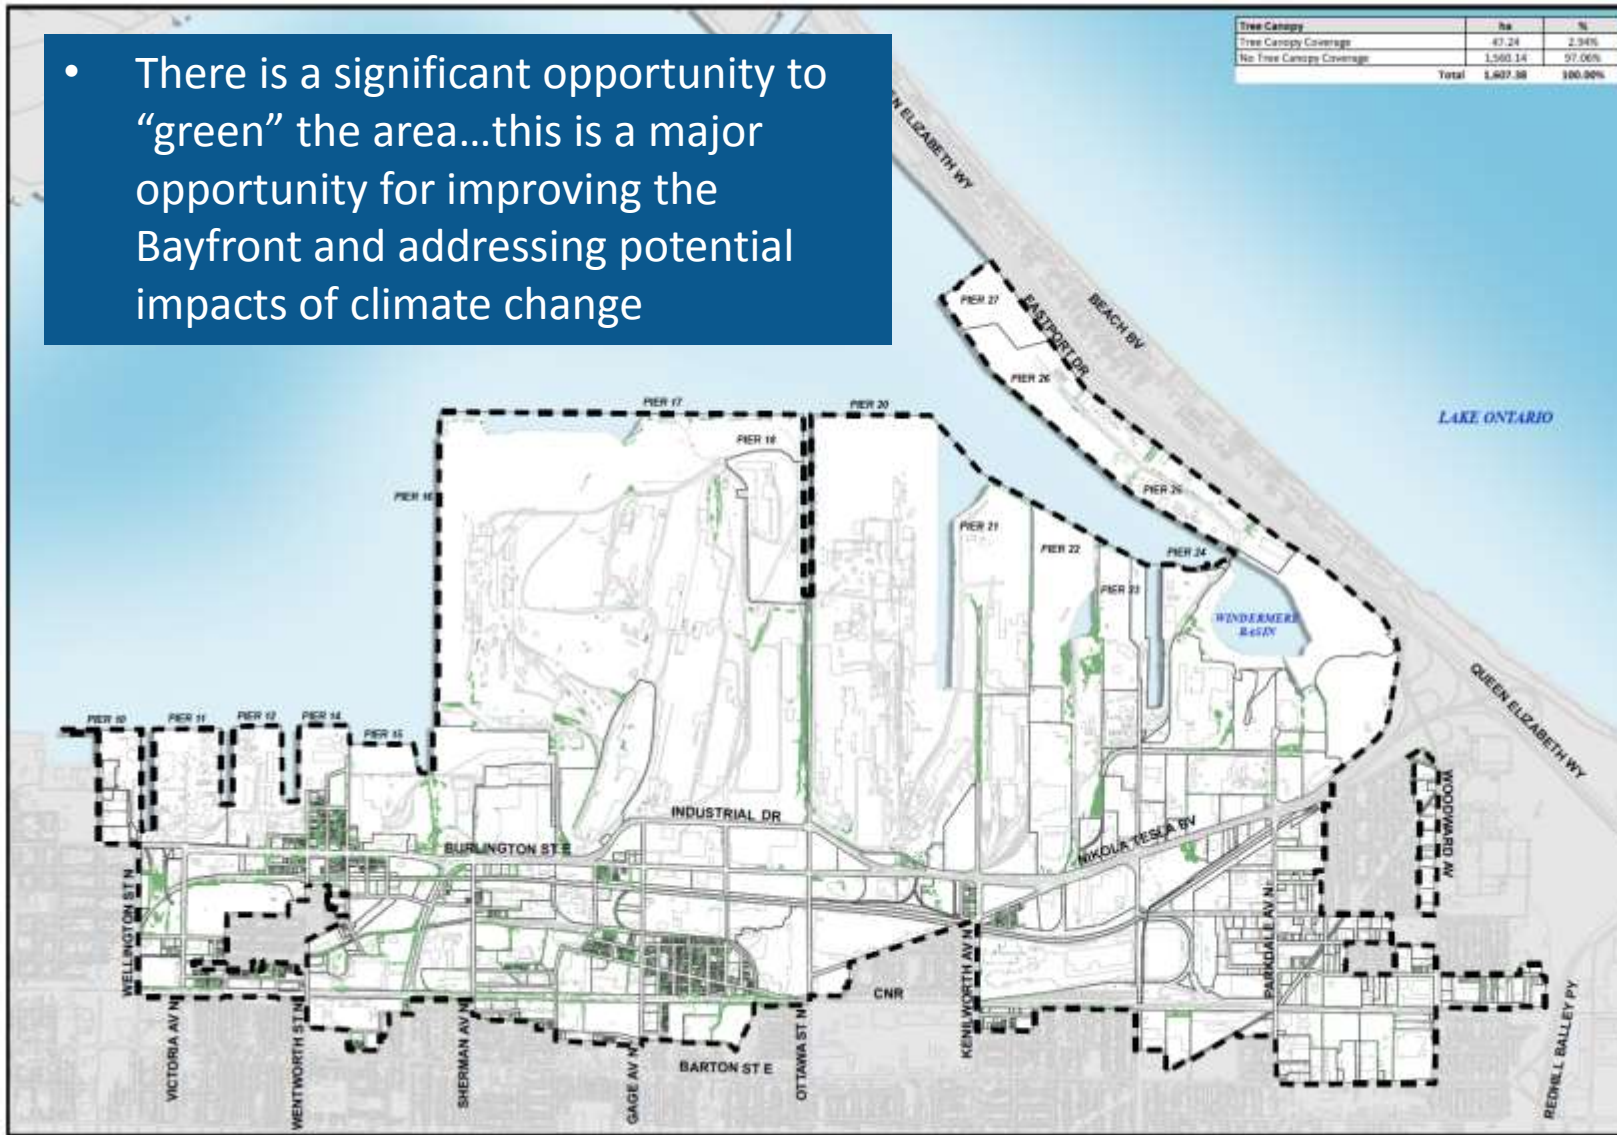 • There is a significant opportunity to
“green” the area...this is a major
opportunity for improving the
Bayfront and addressing potential
impacts of climate change
Tree Canopy ha %
Tree Canopy Coverage 47.24 2.94%
No Tree Canopy Coverage 1,560.14 97.06%
Total 1,607.38 100.00%
EN ELIZABETH WY
BEACH BV
EASTPORT DR
PIER 27
PIER 26
PIER 25
LAKE ONTARIO
PIER 17
PIER 20
PIER 18
PIER 16
PIER 21
PIER 22
PIER 24
PIER 23
WINDERMERE
BASIN
QUEEN ELIZABETH WY
PIER 10
PIER 11
PIER 12
PIER 14
PIER 15
INDUSTRIAL DR
BURLINGTON ST E
NIKOLA TESLA BV
WOODWARD AV
WELLINGTON ST N
VICTORIA AV N
WENTWORTH ST N
SHERMAN AV N
GAGE AV N
BARTON ST E
OTTAWA ST N
CNR
KENILWORTH AV N
PARKDALE AV N
REDHILL BALLEY PY